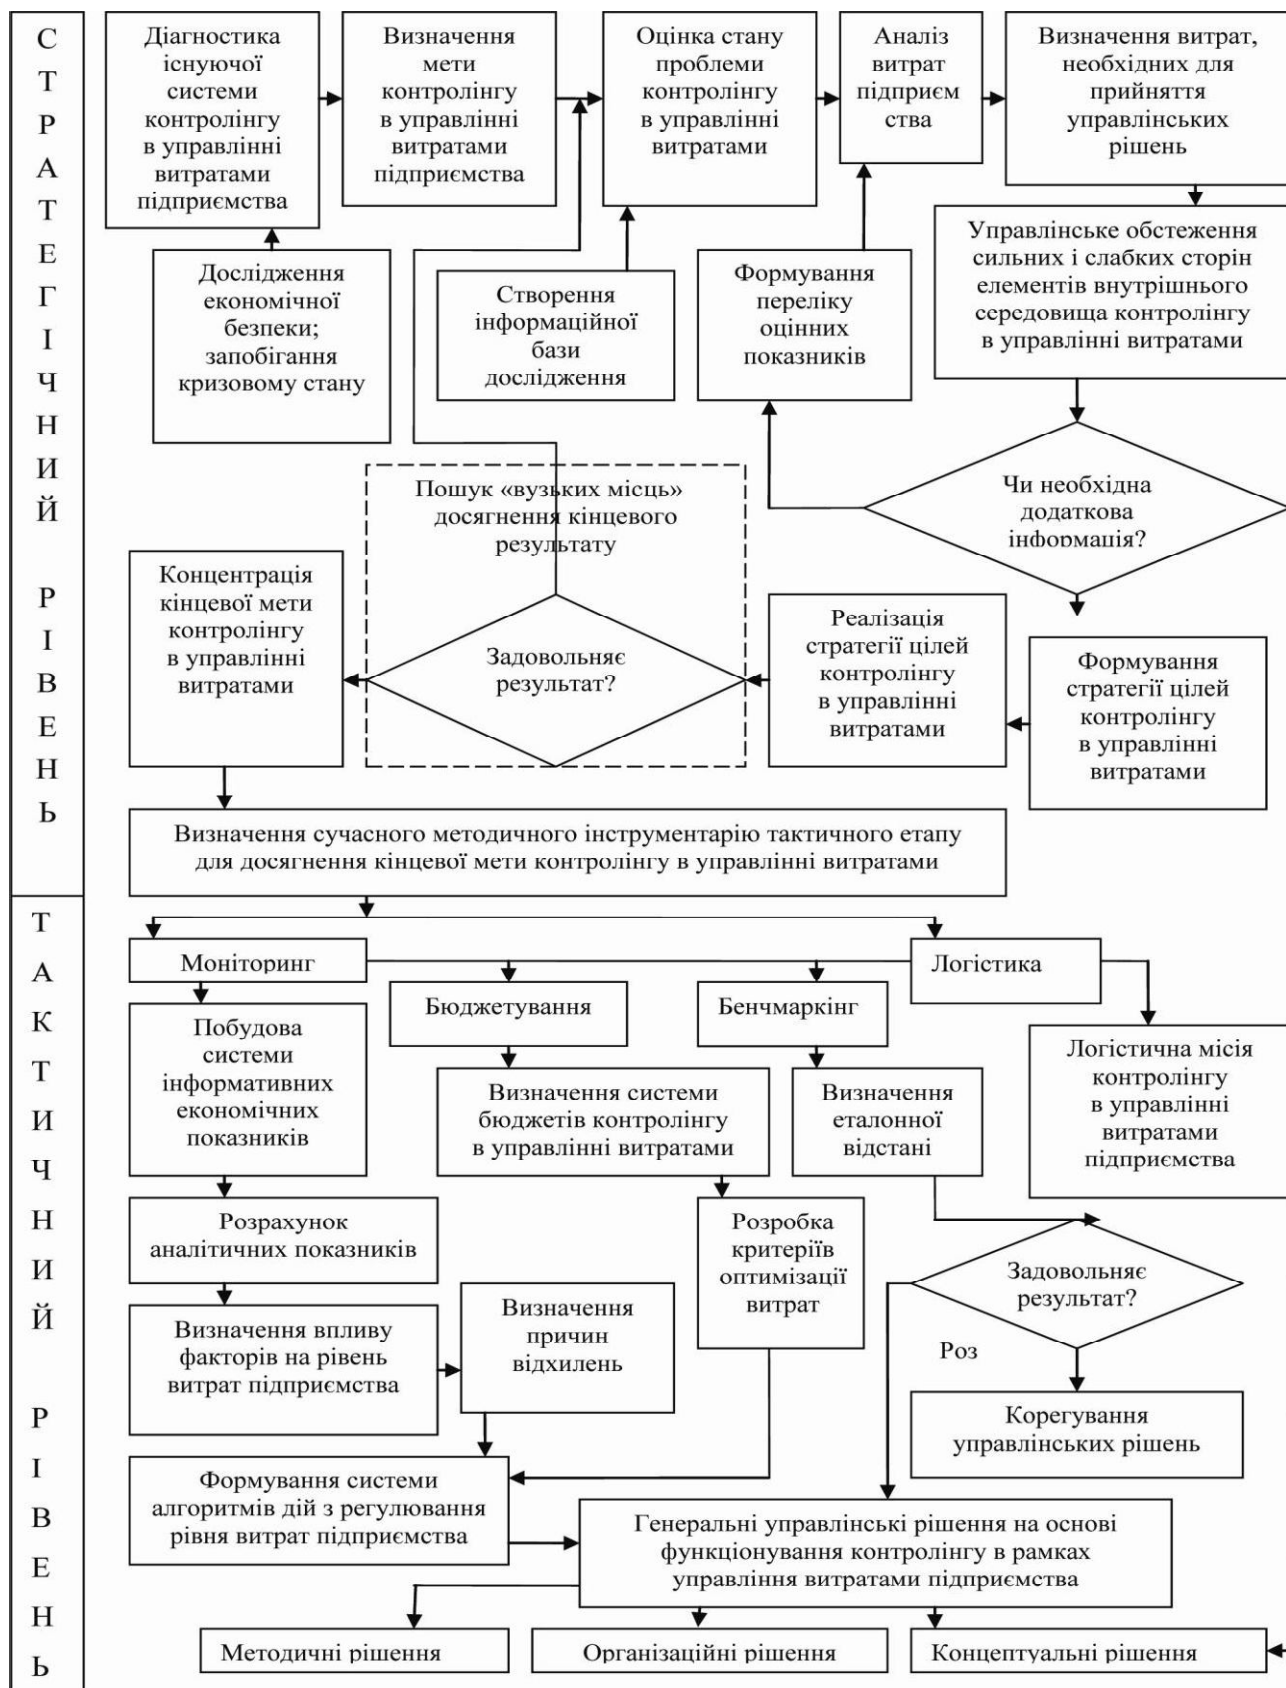 СТРАТЕГІЧНИЙ РІВЕНЬ
Діагностика
існуючої
системи
контролінгу
в управлінні
витратами
підприємства
Визначення
мети
контролінгу
в управлінні
витратами
підприємства
Оцінка стану
проблеми
контролінгу
в управлінні
витратами
Аналіз
витрат
підприєм
ства
Визначення витрат,
необхідних для
прийняття
управлінських
рішень
Дослідження
економічної
безпеки;
запобігання
кризовому стану
Створення
інформаційної
бази
дослідження
Формування
переліку
оцінних
показників
Управлінське обстеження
сильних і слабких сторін
елементів внутрішнього
середовища контролінгу
в управлінні витратами
Чи необхідна
додаткова
інформація?
Пошук «вузьких місць»
досягнення кінцевого
результату
Задовольняє
результат?
Концентрація
кінцевої мети
контролінгу
в управлінні
витратами
Реалізація
стратегії цілей
контролінгу
в управлінні
витратами
Формування
стратегії цілей
контролінгу
в управлінні
витратами
Визначення сучасного методичного інструментарію тактичного етапу
для досягнення кінцевої мети контролінгу в управлінні витратами
ТАКТИЧНИЙ РІВЕНЬ
Моніторинг
Бюджетування
Бенчмаркінг
Логістика
Побудова
системи
інформативних
економічних
показників
Визначення системи
бюджетів контролінгу
в управлінні витратами
Визначення
еталонної
відстані
Логістична місія
контролінгу
в управлінні
витратами
підприємства
Розрахунок
аналітичних показників
Розробка
критеріїв
оптимізації
витрат
Задовольняє
результат?
Визначення впливу
факторів на рівень
витрат підприємства
Визначення
причин
відхилень
Роз
Корегування
управлінських рішень
Формування системи
алгоритмів дій з регулювання
рівня витрат підприємства
Генеральні управлінські рішення на основі
функціонування контролінгу в рамках
управління витратами підприємства
Методичні рішення
Організаційні рішення
Концептуальні рішення